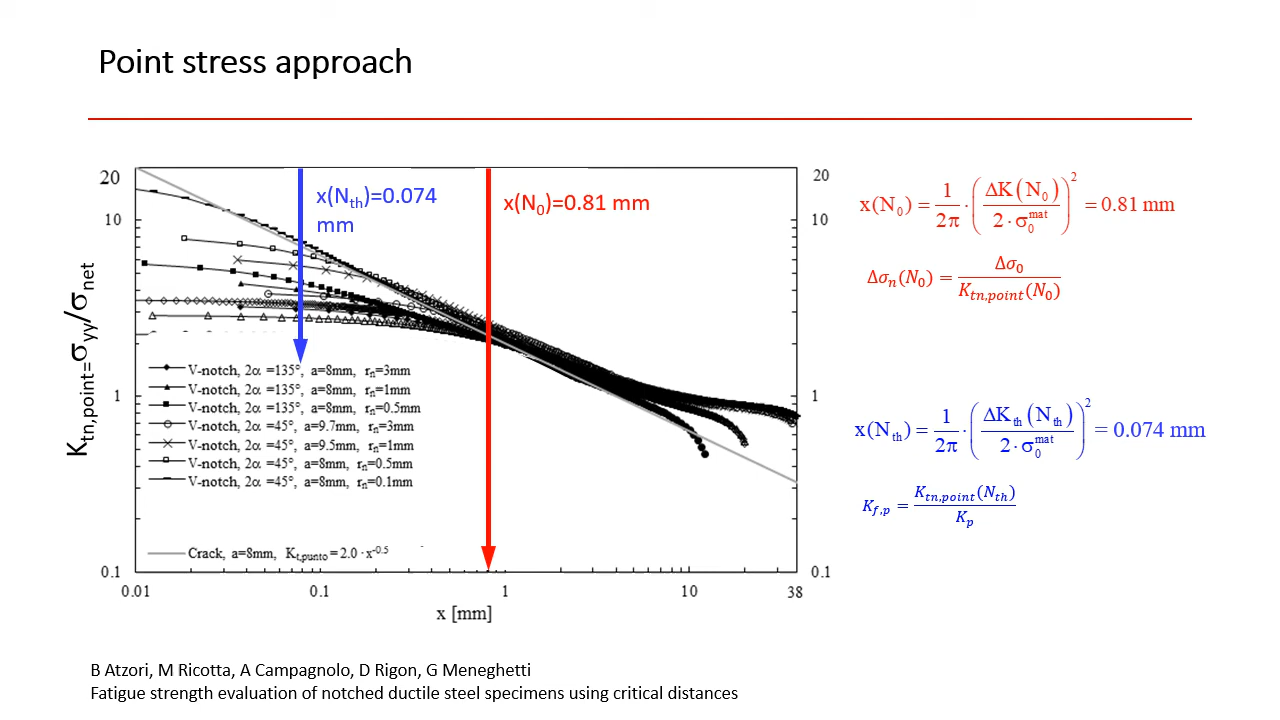 Point stress approach
K_tn,point=σ_yy/σ_net
20
10
1
0.1
20
10
1
0.1
x(N_th)=0.074
mm
x(N_0)=0.81 mm
V-notch, 2α =135°, a=8mm, r_n=3mm
V-notch, 2α =135°, a=8mm, r_n=1mm
V-notch, 2α =135°, a=8mm, r_n=0.5mm
V-notch, 2α =45°, a=9.7mm, r_n=3mm
V-notch, 2α =45°, a=9.5mm, r_n=1mm
V-notch, 2α =45°, a=8mm, r_n=0.5mm
V-notch, 2α =45°, a=8mm, r_n=0.1mm
Crack, a=8mm, K_t,punto = 2.0 · x^-0.5
0.01 0.1 1 10 38
x [mm]
x(N_0) = 1/2π · (ΔK(N_0)/2·σ_0^mat)^2 = 0.81 mm
Δσ_n(N_0) = Δσ_0/K_tn,point(N_0)
x(N_th) = 1/2π · (ΔK_th(N_th)/2·σ_0^mat)^2 = 0.074 mm
K_f,p = K_tn,point(N_th)/K_p
B Atzori, M Ricotta, A Campagnolo, D Rigon, G Meneghetti
Fatigue strength evaluation of notched ductile steel specimens using critical distances